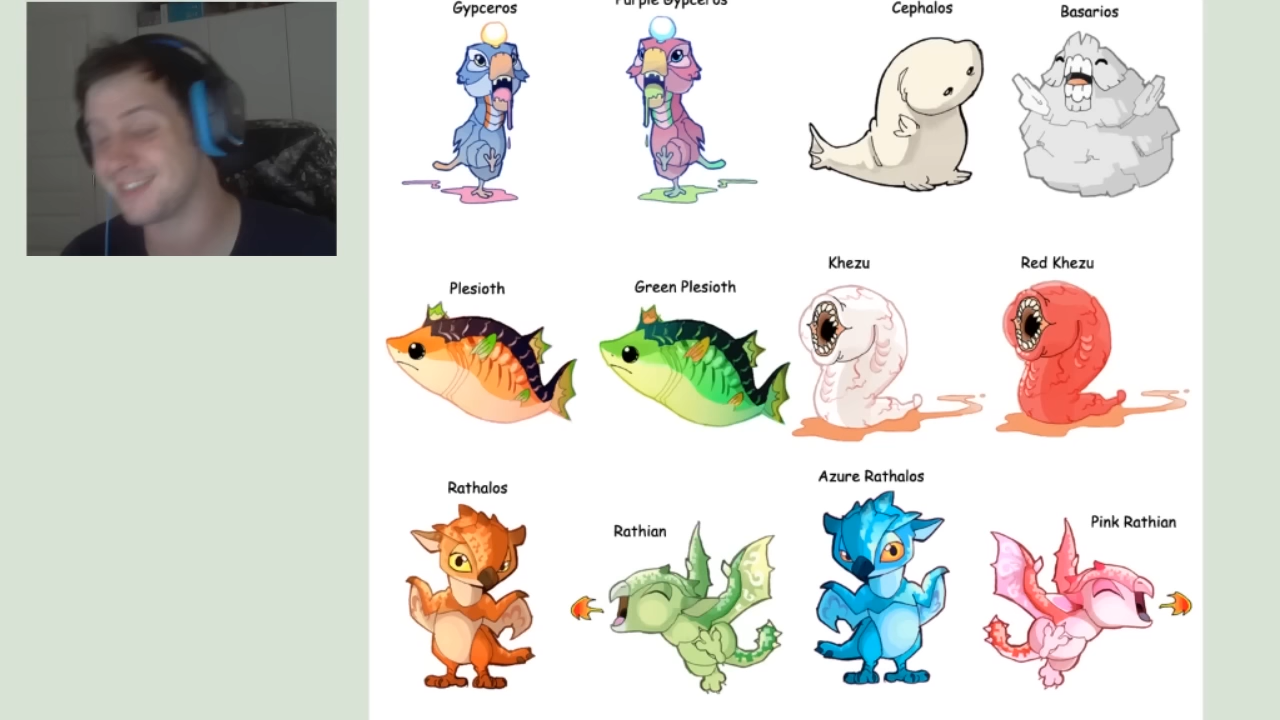 Gypceros
Purple Gypceros
Cephalos
Basarios
Plesioth
Green Plesioth
Khezu
Red Khezu
Rathalos
Rathian
Azure Rathalos
Pink Rathian